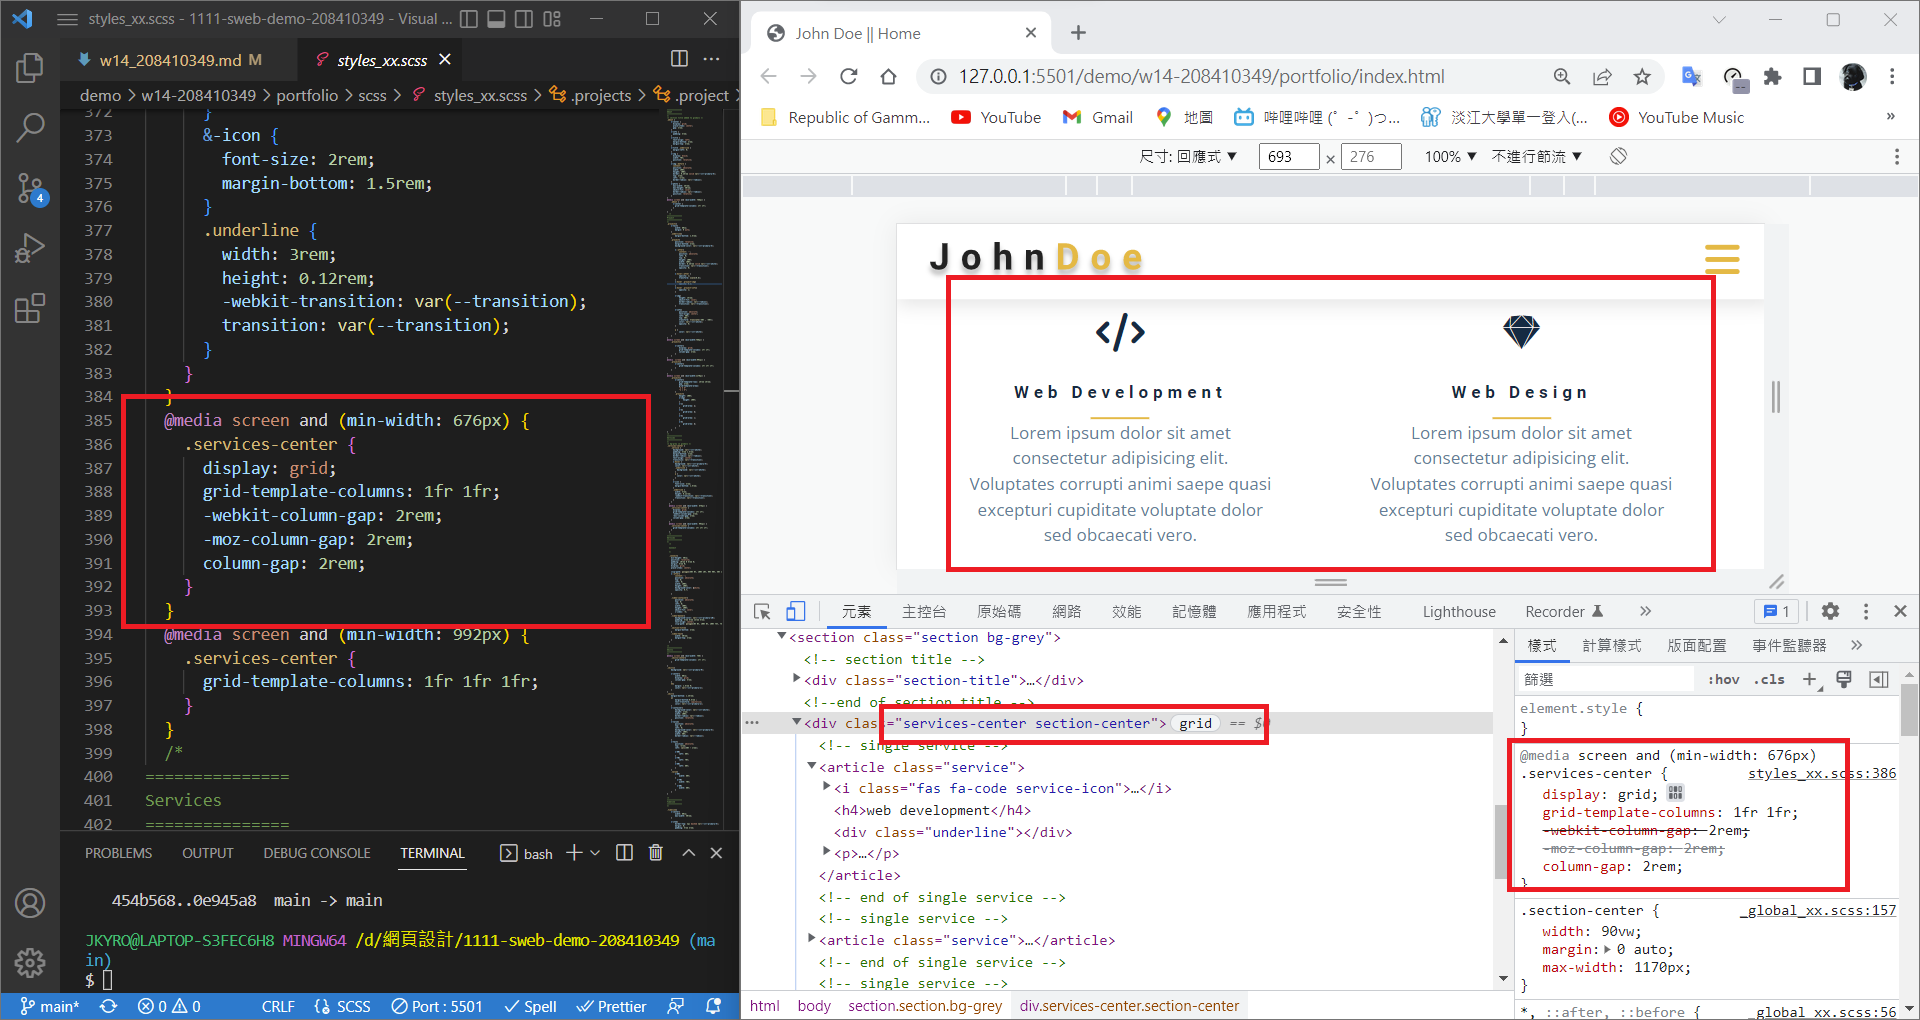 styles_xx.scss - 1111-sweb-demo-208410349 - Visual ...
w14_208410349.md M
styles_xx.scss
demo > w14-208410349 > portfolio > scss > styles_xx.scss > .projects > .project >
372 }
373 &-icon {
374 font-size: 2rem;
375 margin-bottom: 1.5rem;
376 }
377 .underline {
378 width: 3rem;
379 height: 0.12rem;
380 -webkit-transition: var(--transition);
381 transition: var(--transition);
382 }
383 }
384 }
385 @media screen and (min-width: 676px) {
386 .services-center {
387 display: grid;
388 grid-template-columns: 1fr 1fr;
389 -webkit-column-gap: 2rem;
390 -moz-column-gap: 2rem;
391 column-gap: 2rem;
392 }
393 }
394 @media screen and (min-width: 992px) {
395 .services-center {
396 grid-template-columns: 1fr 1fr 1fr;
397 }
398 }
399 /*
400 ===============
401 Services
402 ===============
PROBLEMS OUTPUT DEBUG CONSOLE TERMINAL bash
454b568..0e945a8 main -> main
JKYRO@LAPTOP-S3FEC6H8 MINGW64 /d/網頁設計/1111-sweb-demo-208410349 (ma
in)
$
main* 0 0 CRLF SCSS Port : 5501 Spell Prettier
4
John Doe || Home
127.0.0.1:5501/demo/w14-208410349/portfolio/index.html
Republic of Gamm... YouTube Gmail 地圖 嗶哩嗶哩 (゜-゜)つ... 淡江大學單一登入(... YouTube Music »
尺寸: 回應式 ▼ 693 × 276 100% ▼ 不進行節流 ▼
JohnDoe
Web Development
Lorem ipsum dolor sit amet
consectetur adipisicing elit.
Voluptates corrupti animi saepe quasi
excepturi cupiditate voluptate dolor
sed obcaecati vero.
Web Design
Lorem ipsum dolor sit amet
consectetur adipisicing elit.
Voluptates corrupti animi saepe quasi
excepturi cupiditate voluptate dolor
sed obcaecati vero.
元素 主控台 原始碼 網路 效能 記憶體 應用程式 安全性 Lighthouse Recorder » 1
<section class="section bg-grey">
<!-- section title -->
<div class="section-title">…</div>
<!--end of section title -->
<div class="services-center section-center"> grid == $0
<!-- single service -->
<article class="service">
<i class="fas fa-code service-icon">…</i>
<h4>web development</h4>
<div class="underline"></div>
<p>…</p>
</article>
<!-- end of single service -->
<!-- single service -->
<article class="service">…</article>
<!-- end of single service -->
<!-- single service -->
html body section.section.bg-grey div.services-center.section-center
樣式 計算樣式 版面配置 事件監聽器 »
篩選 :hov .cls
element.style {
}
@media screen and (min-width: 676px)
.services-center { styles_xx.scss:386
display: grid;
grid-template-columns: 1fr 1fr;
-webkit-column-gap: 2rem;
-moz-column-gap: 2rem;
column-gap: 2rem;
}
.section-center { _global_xx.scss:157
width: 90vw;
margin: 0 auto;
max-width: 1170px;
}
*, ::after, ::before { _global_xx.scss:56